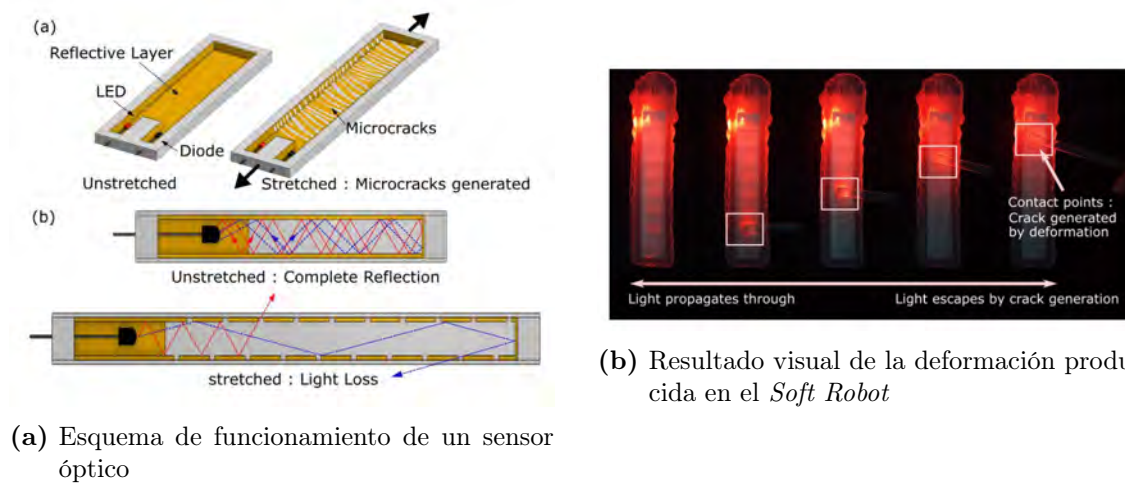 (a)
Reflective Layer
LED
Diode
Microcracks
Unstretched
Stretched : Microcracks generated
(b)
Unstretched : Complete Reflection
stretched : Light Loss
(a) Esquema de funcionamiento de un sensor
óptico
Contact points :
Crack generated
by deformation
Light propagates through
Light escapes by crack generation
(b) Resultado visual de la deformación produ
cida en el Soft Robot